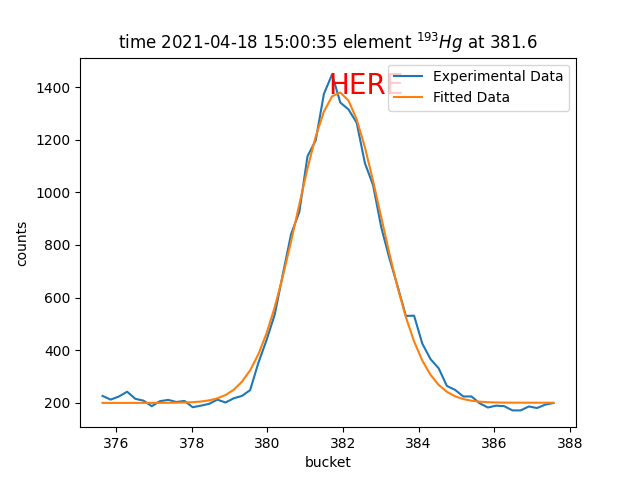 time 2021-04-18 15:00:35 element ¹⁹³Hg at 381.6
HERE
Experimental Data
Fitted Data
counts
1400
1200
1000
800
600
400
200
376 378 380 382 384 386 388
bucket